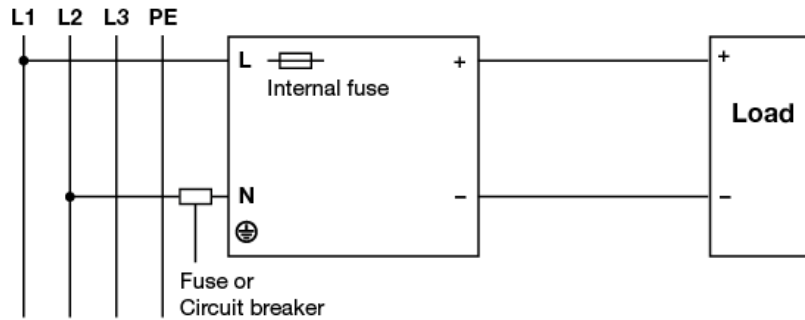 L1 L2 L3 PE
L
+
+
Internal fuse
Load
N
–
–
Fuse or
Circuit breaker